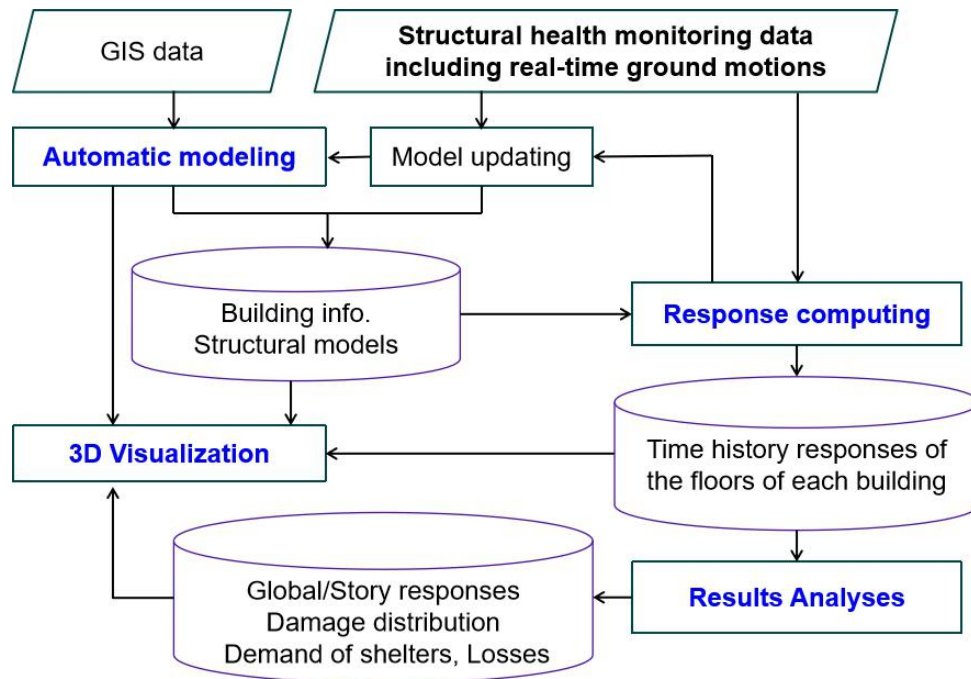 GIS data
Structural health monitoring data
including real-time ground motions
Automatic modeling
Model updating
Building info.
Structural models
Response computing
3D Visualization
Time history responses of
the floors of each building
Global/Story responses
Damage distribution
Demand of shelters, Losses
Results Analyses